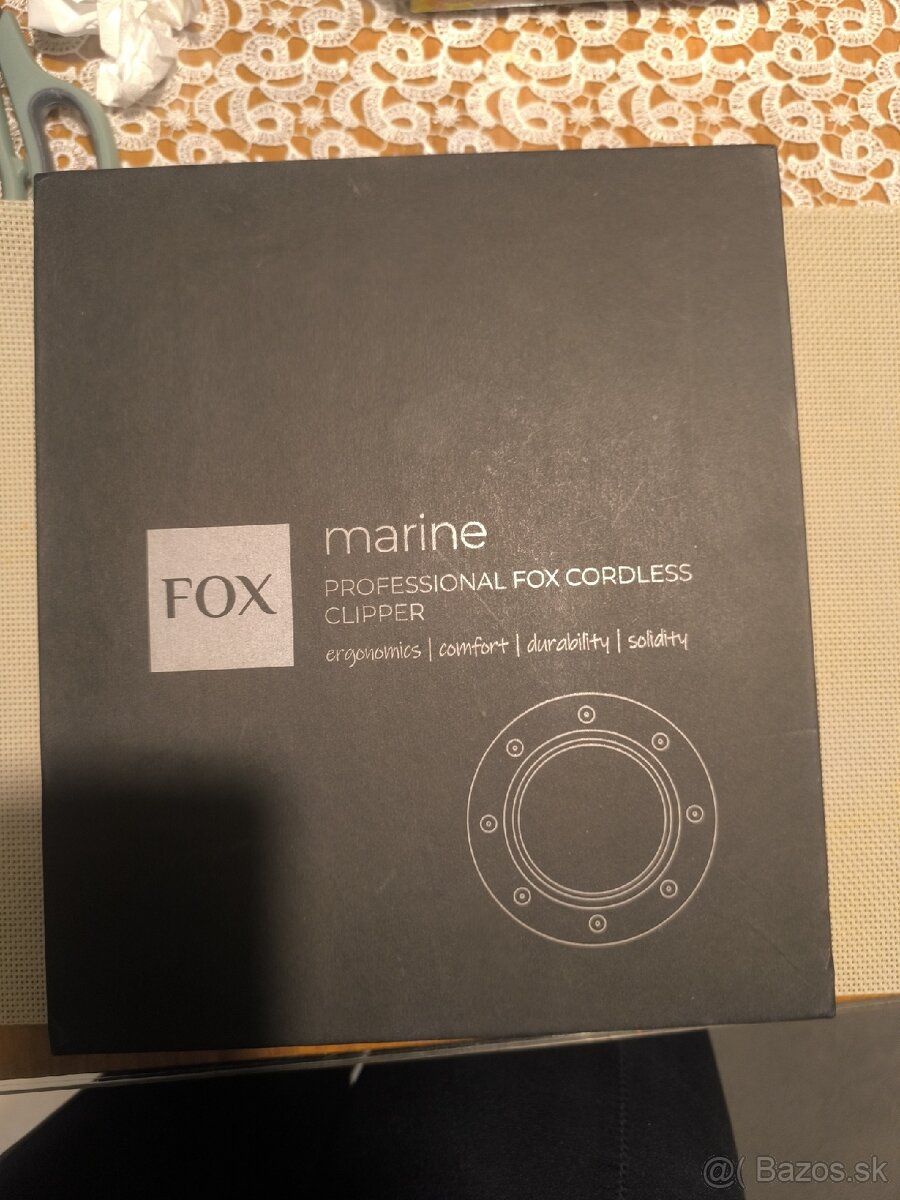 FOX
marine
PROFESSIONAL FOX CORDLESS
CLIPPER
ergonomics | comfort | durability | solidity
@( Bazos.sk